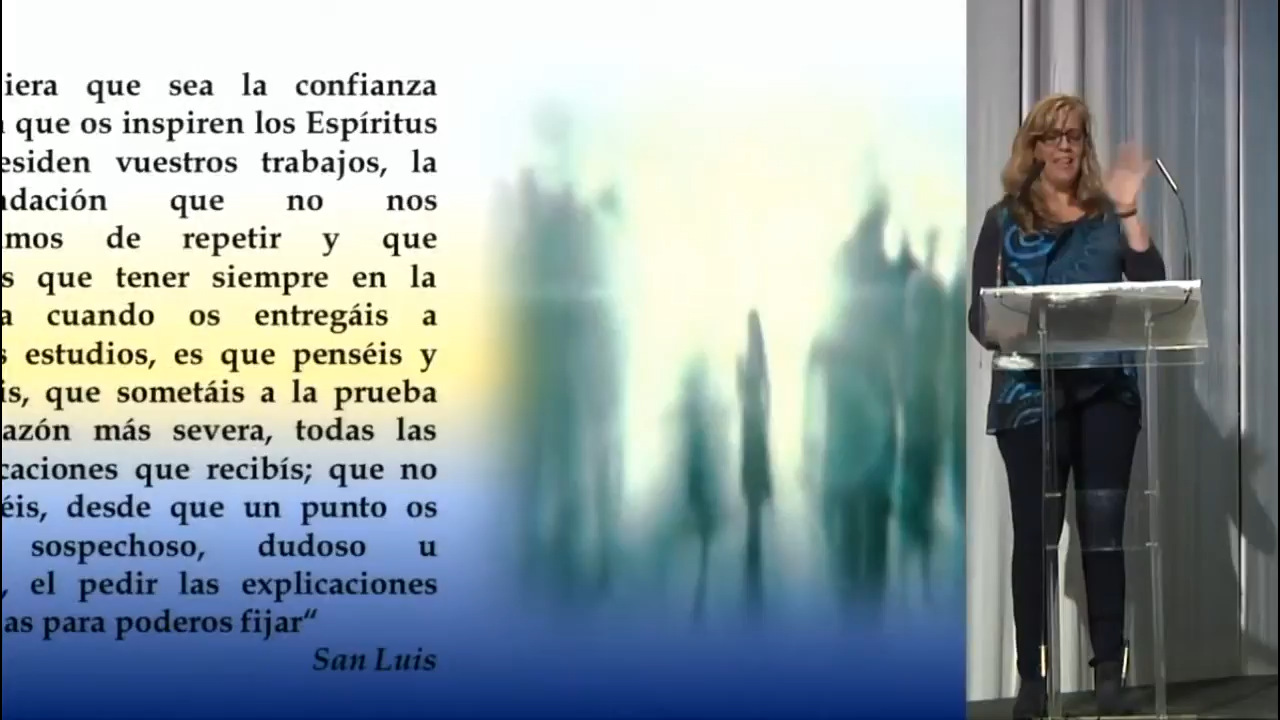 iera que sea la confianza
que os inspiren los Espíritus
esiden vuestros trabajos, la
ndación que no nos
mos de repetir y que
s que tener siempre en la
a cuando os entregáis a
s estudios, es que penséis y
is, que sometáis a la prueba
azón más severa, todas las
caciones que recibís; que no
éis, desde que un punto os
sospechoso, dudoso u
, el pedir las explicaciones
as para poderos fijar“
San Luis